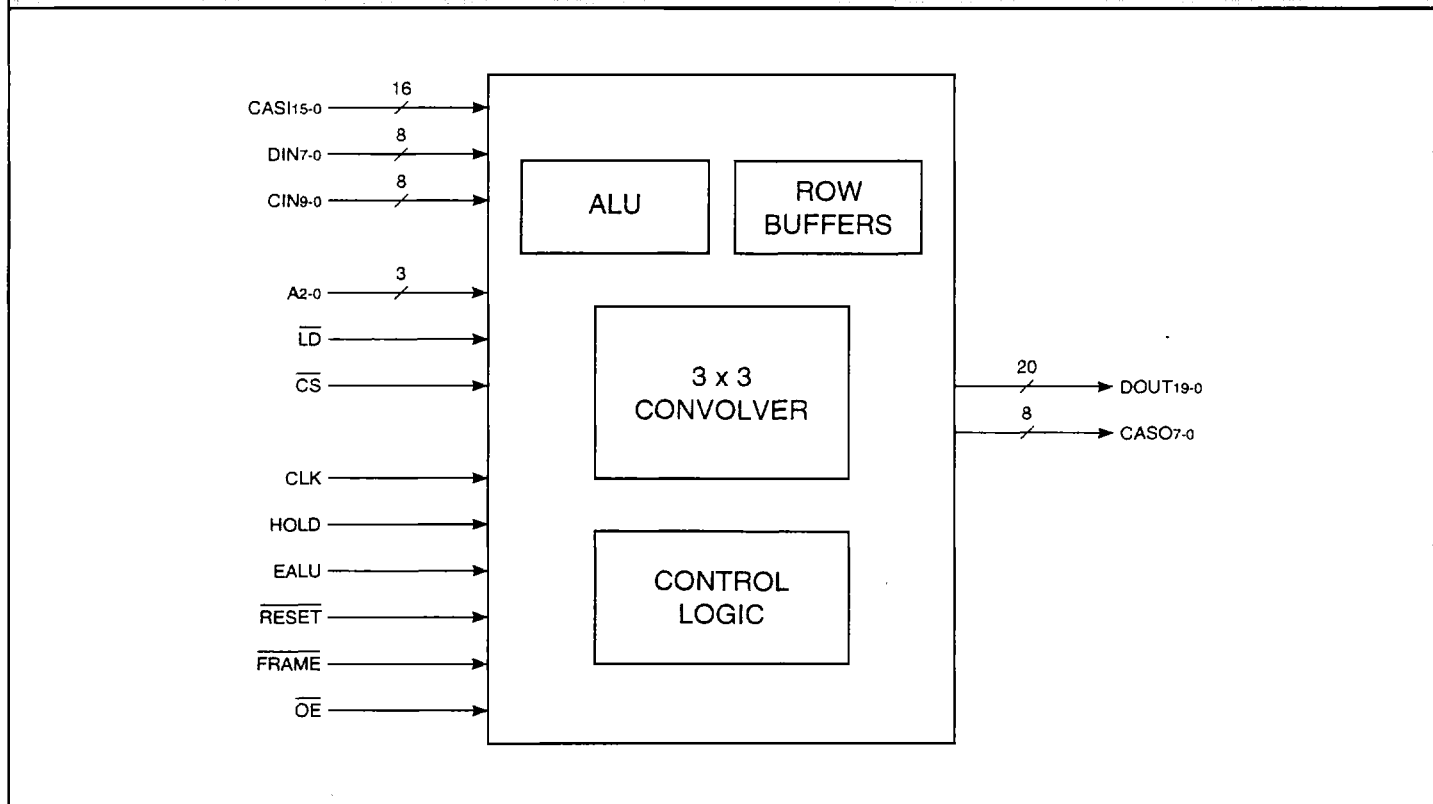 16
CASI15-0
8
DIN7-0
8
CIN9-0
3
A2-0
LD
CS
CLK
HOLD
EALU
RESET
FRAME
OE
ALU
ROW
BUFFERS
3 x 3
CONVOLVER
CONTROL
LOGIC
20
DOUT19-0
8
CASO7-0